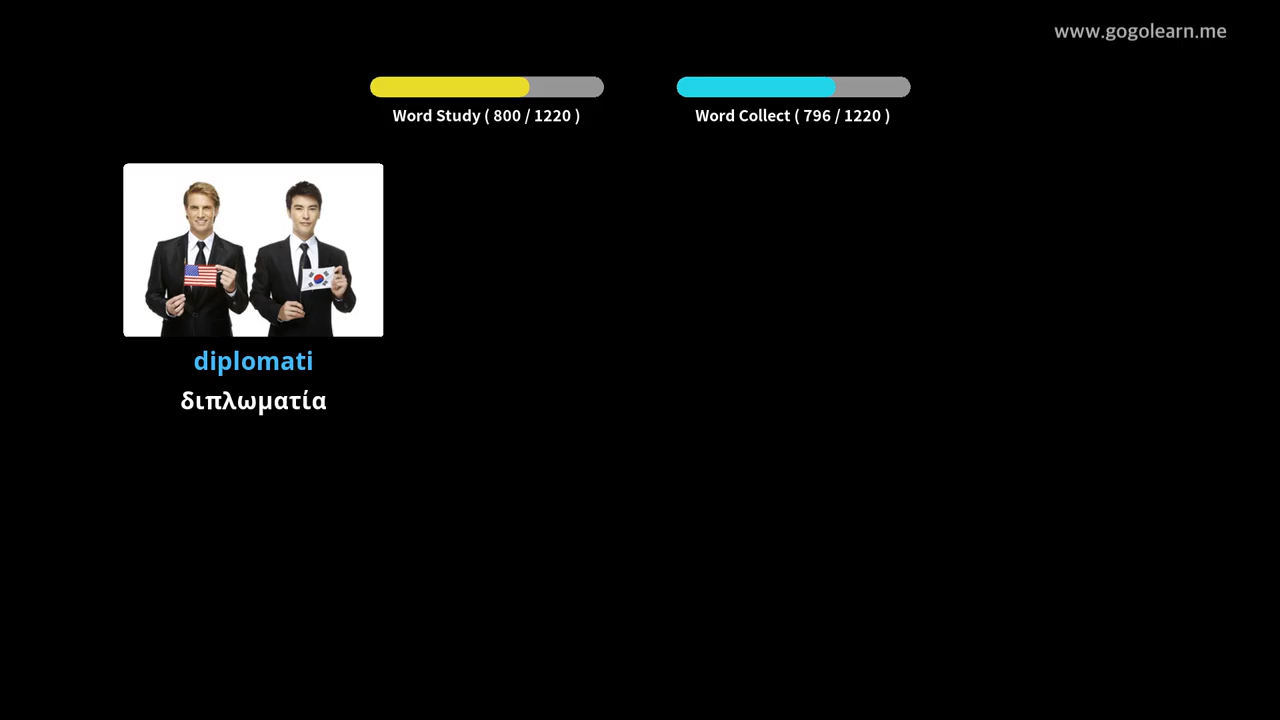 www.gogolearn.me
Word Study ( 800 / 1220 )
Word Collect ( 796 / 1220 )
diplomati
διπλωματία